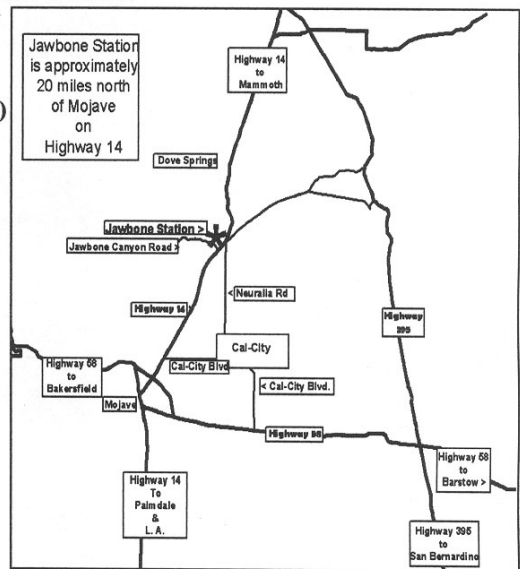 )
Jawbone Station
is approximately
20 miles north
of Mojave
on
Highway 14
Highway 14
to
Mammoth
Dove Springs
Jawbone Station >
Jawbone Canyon Road >
< Neuralia Rd
Highway 14
Highway
395
Cal-City
Cal-City Blvd
Highway 58
to
Bakersfield
< Cal-City Blvd.
Mojave
Highway 58
to
Barstow >
Highway 14
To
Palmdale
&
L.A.
Highway 395
to
San Bernardino